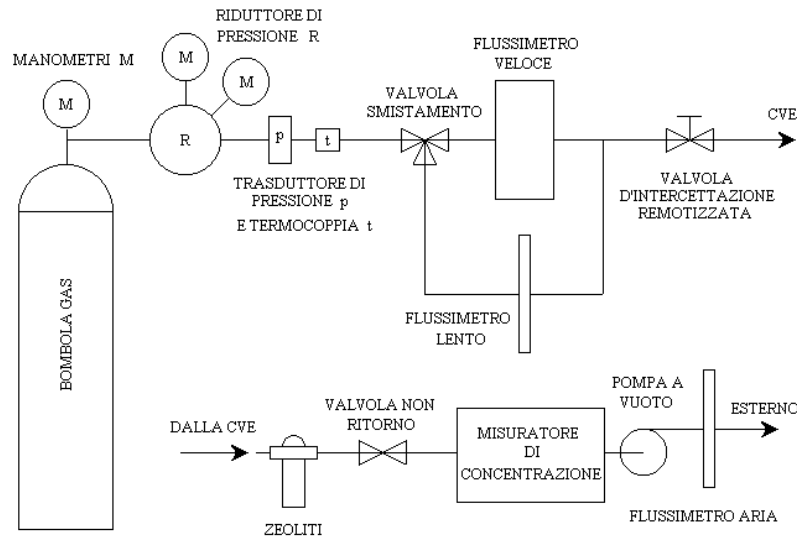 RIDUTTORE DI
PRESSIONE R
MANOMETRI M
M
M
M
R
p
t
TRASDUTTORE DI
PRESSIONE p
E TERMOCOPPIA t
VALVOLA
SMISTAMENTO
FLUSSIMETRO
VELOCE
CVE
VALVOLA
D'INTERCETTAZIONE
REMOTIZZATA
FLUSSIMETRO
LENTO
BOMBOLA GAS
DALLA CVE
ZEOLITI
VALVOLA NON
RITORNO
MISURATORE
DI
CONCENTRAZIONE
POMPA A
VUOTO
ESTERNO
FLUSSIMETRO ARIA